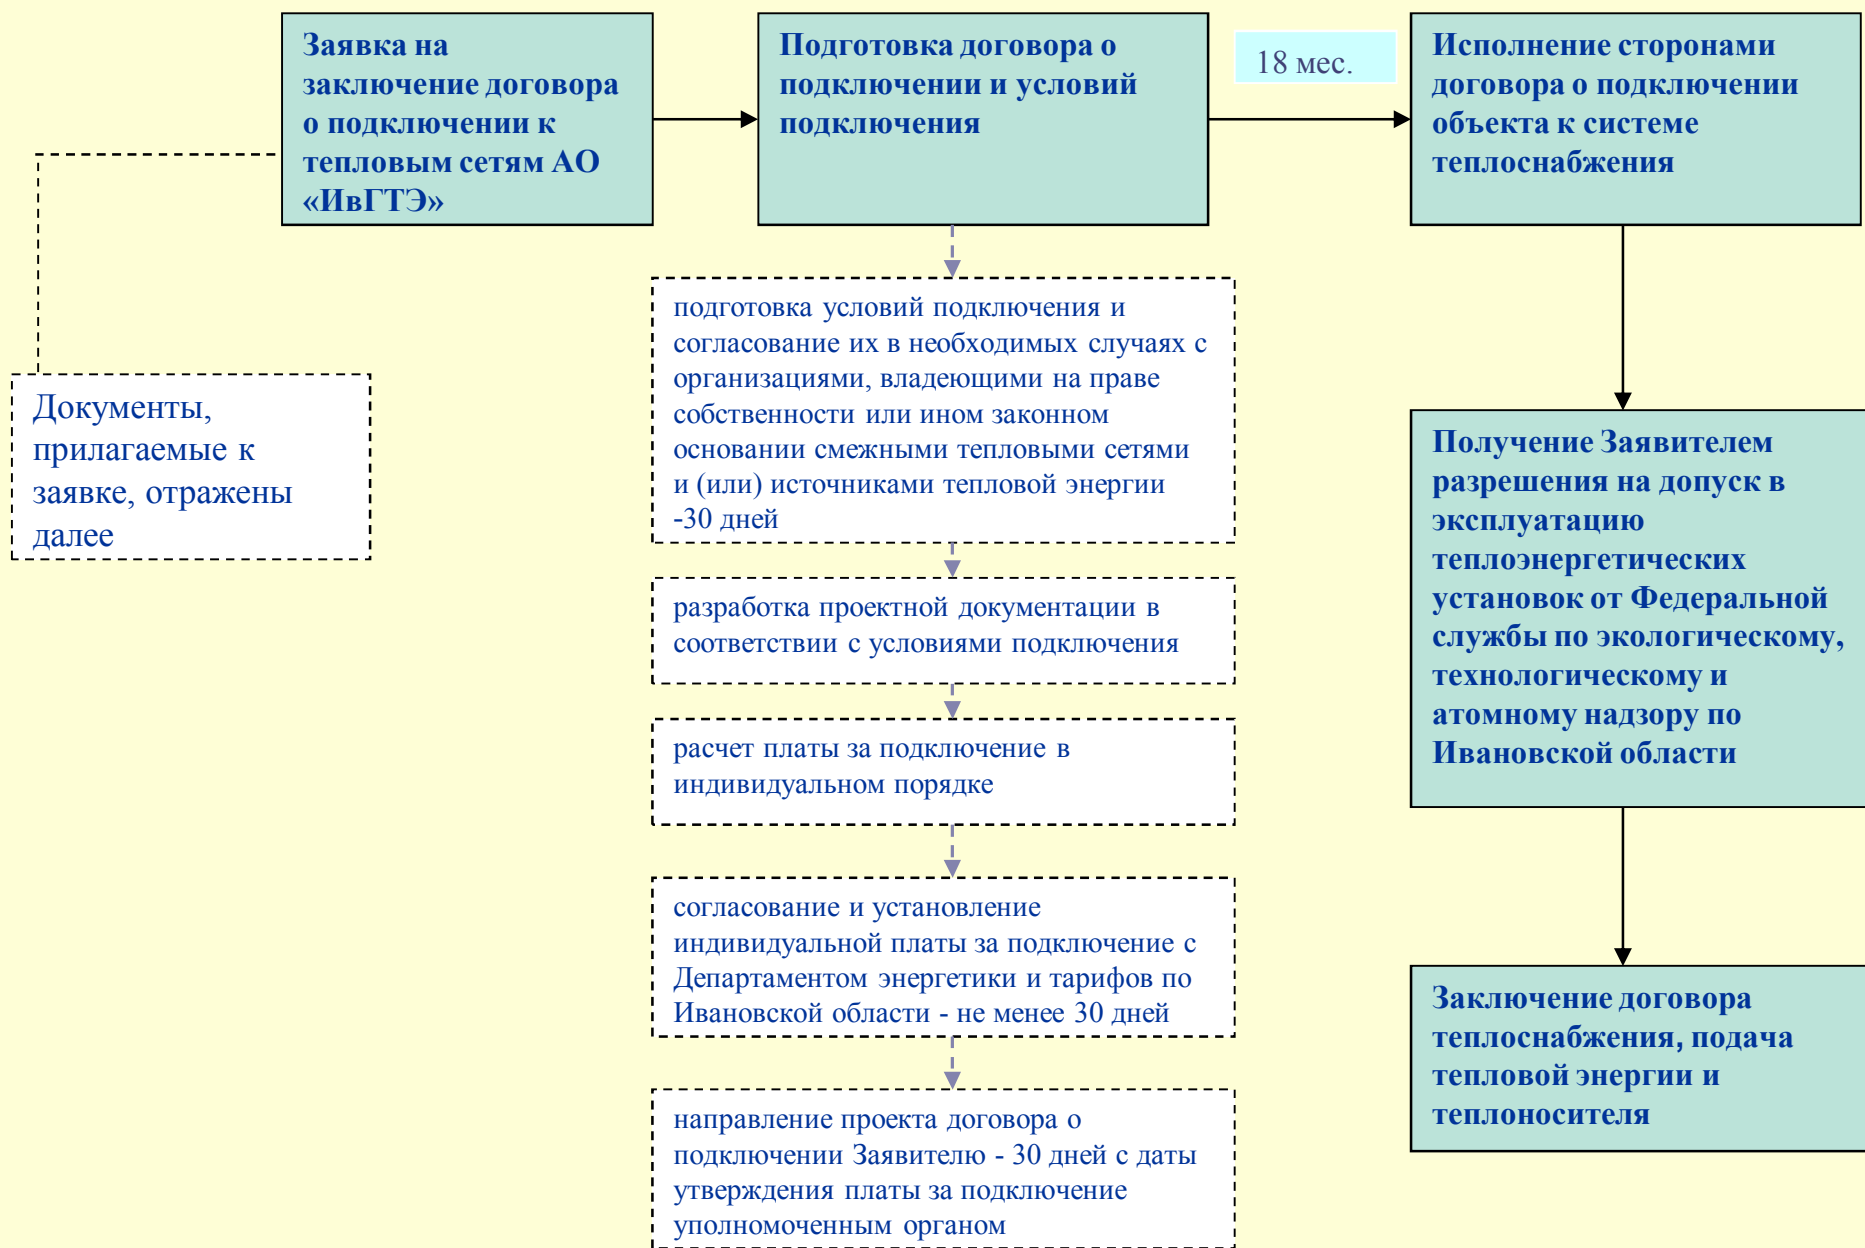 Заявка на
заключение договора
о подключении к
тепловым сетям АО
«ИвГТЭ»
Подготовка договора о
подключении и условий
подключения
18 мес.
Исполнение сторонами
договора о подключении
объекта к системе
теплоснабжения
Документы,
прилагаемые к
заявке, отражены
далее
подготовка условий подключения и
согласование их в необходимых случаях с
организациями, владеющими на праве
собственности или ином законном
основании смежными тепловыми сетями
и (или) источниками тепловой энергии
-30 дней
разработка проектной документации в
соответствии с условиями подключения
расчет платы за подключение в
индивидуальном порядке
согласование и установление
индивидуальной платы за подключение с
Департаментом энергетики и тарифов по
Ивановской области - не менее 30 дней
направление проекта договора о
подключении Заявителю - 30 дней с даты
утверждения платы за подключение
уполномоченным органом
Получение Заявителем
разрешения на допуск в
эксплуатацию
теплоэнергетических
установок от Федеральной
службы по экологическому,
технологическому и
атомному надзору по
Ивановской области
Заключение договора
теплоснабжения, подача
тепловой энергии и
теплоносителя